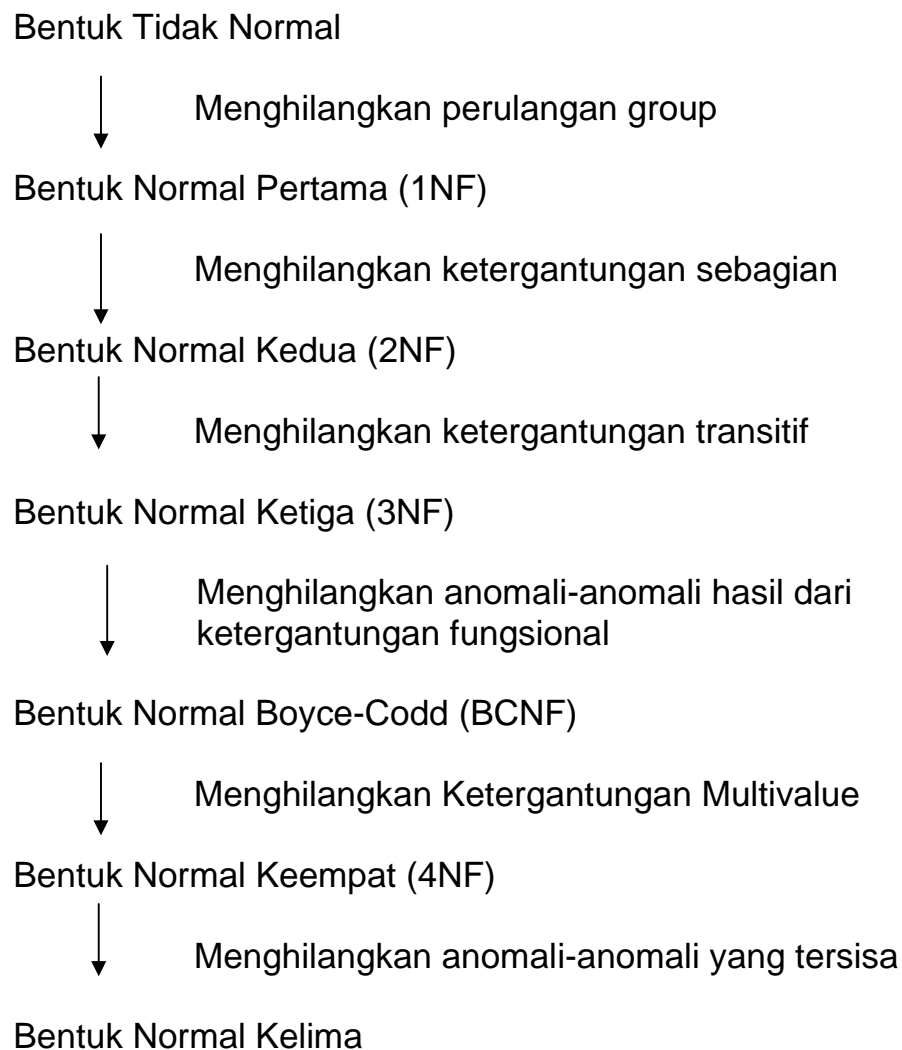 Bentuk Tidak Normal
Menghilangkan perulangan group
Bentuk Normal Pertama (1NF)
Menghilangkan ketergantungan sebagian
Bentuk Normal Kedua (2NF)
Menghilangkan ketergantungan transitif
Bentuk Normal Ketiga (3NF)
Menghilangkan anomali-anomali hasil dari
ketergantungan fungsional
Bentuk Normal Boyce-Codd (BCNF)
Menghilangkan Ketergantungan Multivalue
Bentuk Normal Keempat (4NF)
Menghilangkan anomali-anomali yang tersisa
Bentuk Normal Kelima